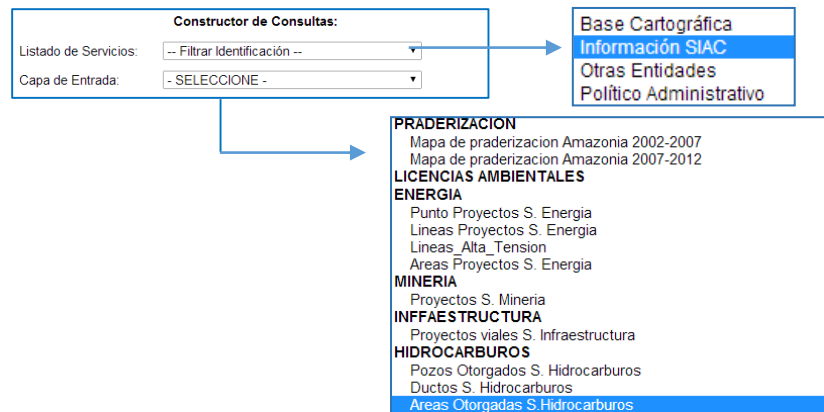 Constructor de Consultas:
Listado de Servicios:
-- Filtrar Identificación --
Capa de Entrada:
- SELECCIONE -
Base Cartográfica
Información SIAC
Otras Entidades
Político Administrativo
PRADERIZACION
Mapa de praderizacion Amazonia 2002-2007
Mapa de praderizacion Amazonia 2007-2012
LICENCIAS AMBIENTALES
ENERGIA
Punto Proyectos S. Energia
Lineas Proyectos S. Energia
Lineas_Alta_Tension
Areas Proyectos S. Energia
MINERIA
Proyectos S. Mineria
INFFAESTRUCTURA
Proyectos viales S. Infraestructura
HIDROCARBUROS
Pozos Otorgados S. Hidrocarburos
Ductos S. Hidrocarburos
Areas Otorgadas S.Hidrocarburos